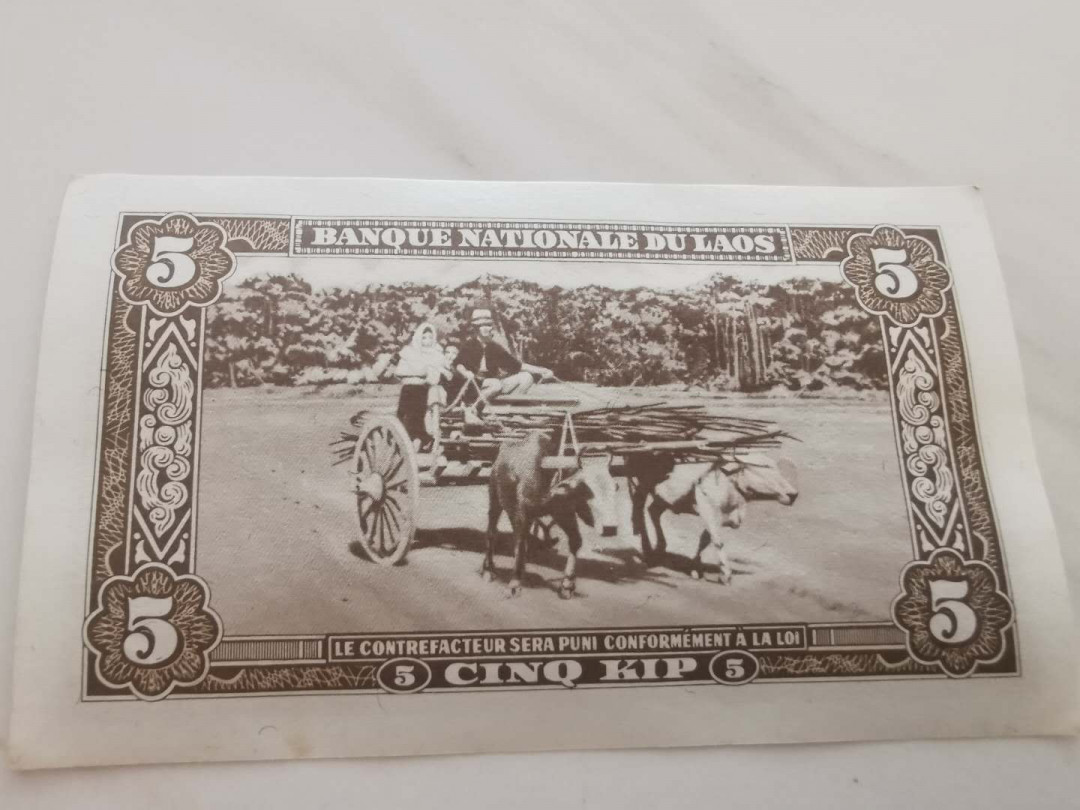 5 BANQUE NATIONALE DU LAOS 5
5 LE CONTREFACTEUR SERA PUNI CONFORMÉMENT À LA LOI 5
5 CINQ KIP 5